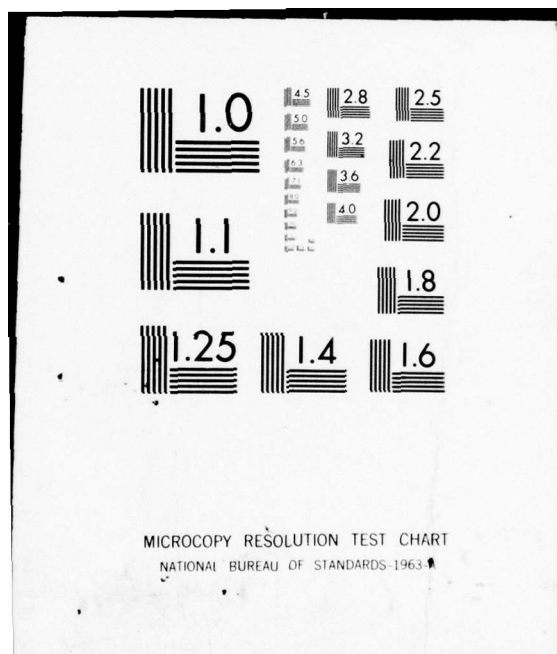 1.0
4.5 2.8 2.5
5.0
5.6 3.2 2.2
6.3
3.6
4.0 2.0
1.1
1.8
1.25 1.4 1.6
MICROCOPY RESOLUTION TEST CHART
NATIONAL BUREAU OF STANDARDS-1963-A